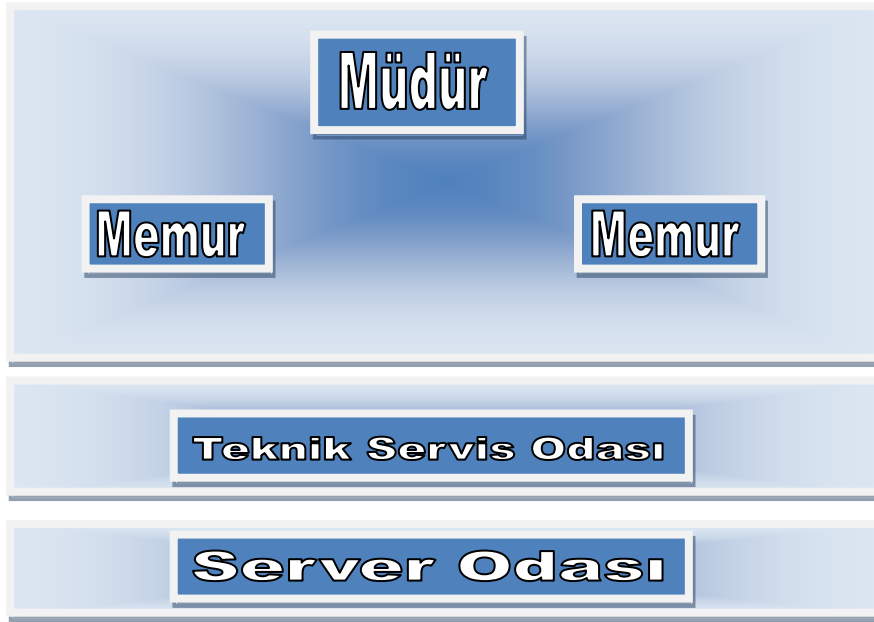 Müdür
Memur
Memur
Teknik Servis Odası
Server Odası